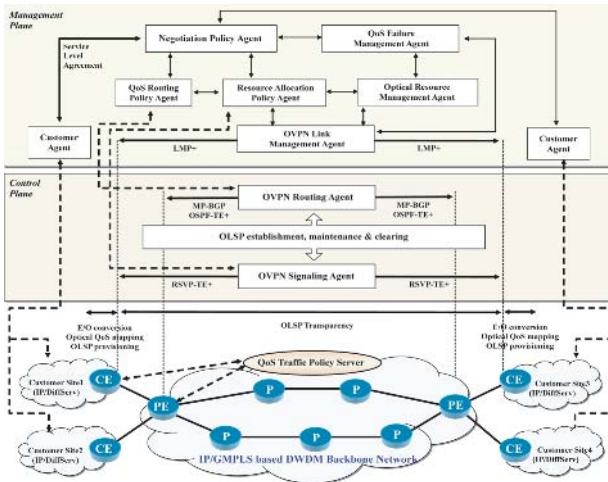 Management
Plane
Service
Level
Agreement
Negotiation Policy Agent
QoS Failure
Management Agent
QoS Routing
Policy Agent
Resource Allocation
Policy Agent
Optical Resource
Management Agent
Customer
Agent
OVPN Link
Management Agent
Customer
Agent
LMP+
LMP+
Control
Plane
OVPN Routing Agent
MP-BGP
OSPF-TE+
MP-BGP
OSPF-TE+
OLSP establishment, maintenance & clearing
OVPN Signaling Agent
RSVP-TE+
RSVP-TE+
E/O conversion
Optical QoS mapping
OLSP provisioning
OLSP Transparency
E/O conversion
Optical QoS mapping
OLSP provisioning
QoS Traffic Policy Server
Customer Site1
(IP/DiffServ)
CE
PE
P
P
PE
CE
Customer Site3
(IP/DiffServ)
Customer Site2
(IP/DiffServ)
CE
P
P
P
CE
Customer Site4
(IP/DiffServ)
IP/GMPLS based DWDM Backbone Network